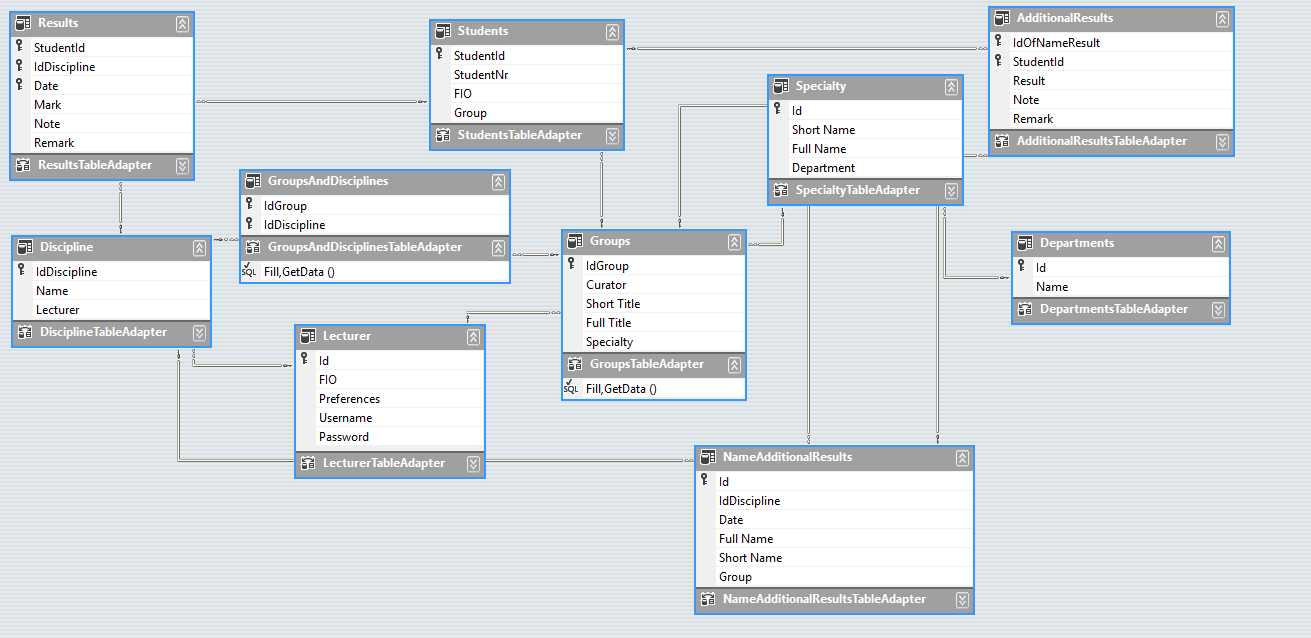 Results
StudentId
IdDiscipline
Date
Mark
Note
Remark
ResultsTableAdapter
Students
StudentId
StudentNr
FIO
Group
StudentsTableAdapter
AdditionalResults
IdOfNameResult
StudentId
Result
Note
Remark
AdditionalResultsTableAdapter
Specialty
Id
Short Name
Full Name
Department
SpecialtyTableAdapter
GroupsAndDisciplines
IdGroup
IdDiscipline
GroupsAndDisciplinesTableAdapter
SQL Fill,GetData ()
Discipline
IdDiscipline
Name
Lecturer
DisciplineTableAdapter
Groups
IdGroup
Curator
Short Title
Full Title
Specialty
GroupsTableAdapter
SQL Fill,GetData ()
Departments
Id
Name
DepartmentsTableAdapter
Lecturer
Id
FIO
Preferences
Username
Password
LecturerTableAdapter
NameAdditionalResults
Id
IdDiscipline
Date
Full Name
Short Name
Group
NameAdditionalResultsTableAdapter